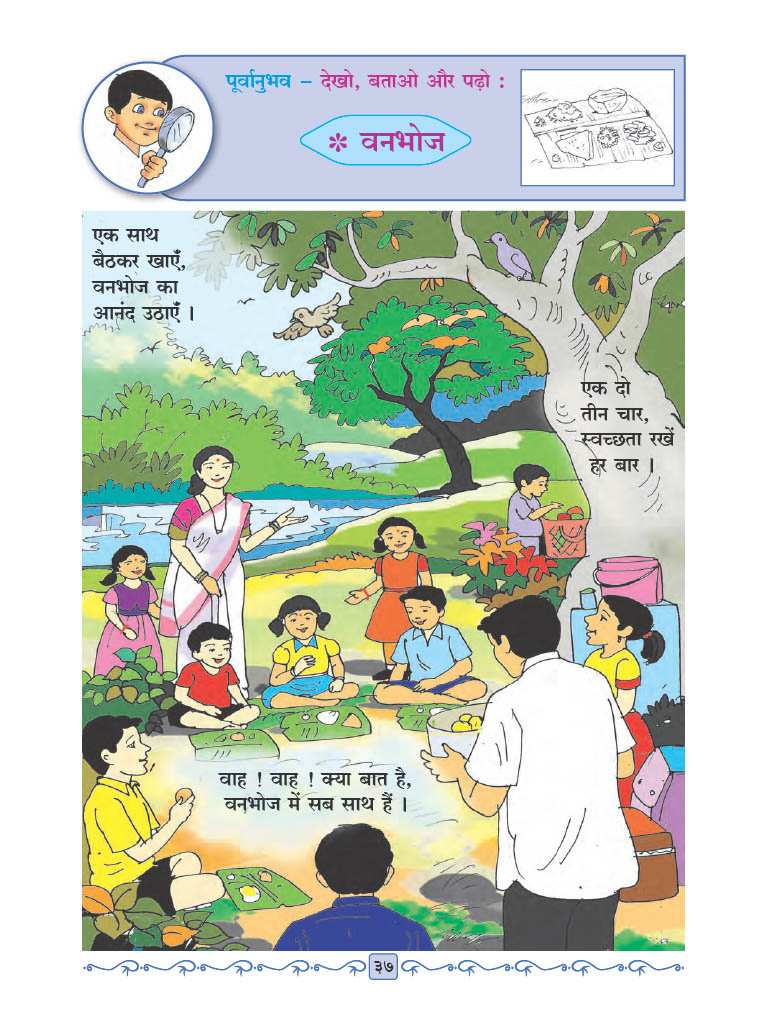 पूर्वानुभव – देखो, बताओ और पढ़ो :
* वनभोज
एक साथ
बैठकर खाएँ,
वनभोज का
आनंद उठाएँ ।
एक दो
तीन चार,
स्वच्छता रखें
हर बार ।
वाह ! वाह ! क्या बात है,
वनभोज में सब साथ हैं ।
३७